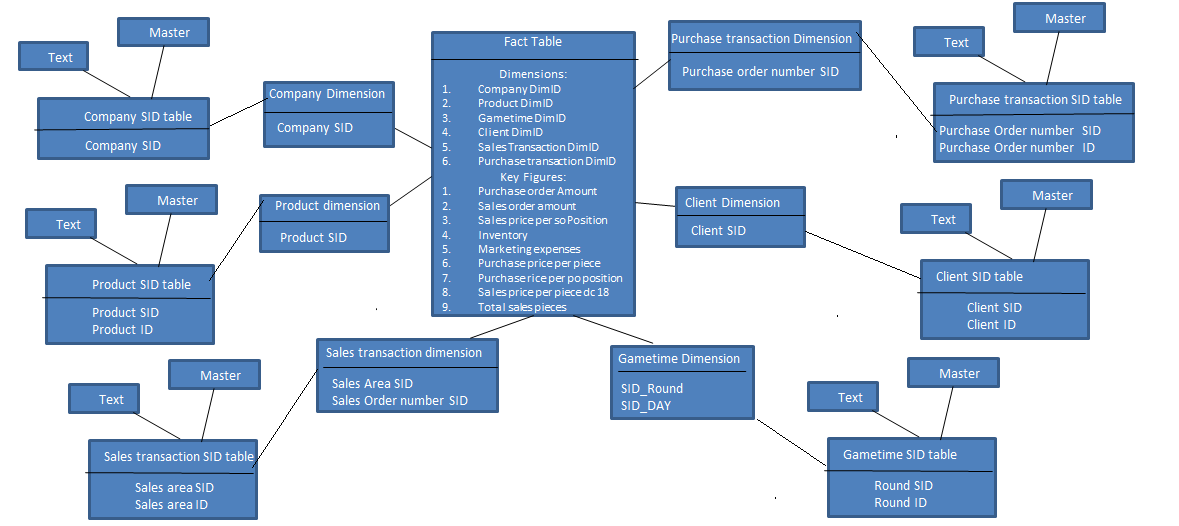 Master
Text
Company SID table
Company SID
Company Dimension
Company SID
Fact Table
Dimensions:
1. Company DimID
2. Product DimID
3. Gametime DimID
4. Client DimID
5. Sales Transaction DimID
6. Purchase transaction DimID
Key Figures:
1. Purchase order Amount
2. Sales order amount
3. Sales price per so Position
4. Inventory
5. Marketing expenses
6. Purchase price per piece
7. Purchase rice per po position
8. Sales price per piece dc 18
9. Total sales pieces
Purchase transaction Dimension
Purchase order number SID
Master
Text
Purchase transaction SID table
Purchase Order number SID
Purchase Order number ID
Master
Text
Product SID table
Product SID
Product ID
Product dimension
Product SID
Client Dimension
Client SID
Master
Text
Client SID table
Client SID
Client ID
Master
Text
Sales transaction SID table
Sales area SID
Sales area ID
Sales transaction dimension
Sales Area SID
Sales Order number SID
Gametime Dimension
SID_Round
SID_DAY
Master
Text
Gametime SID table
Round SID
Round ID